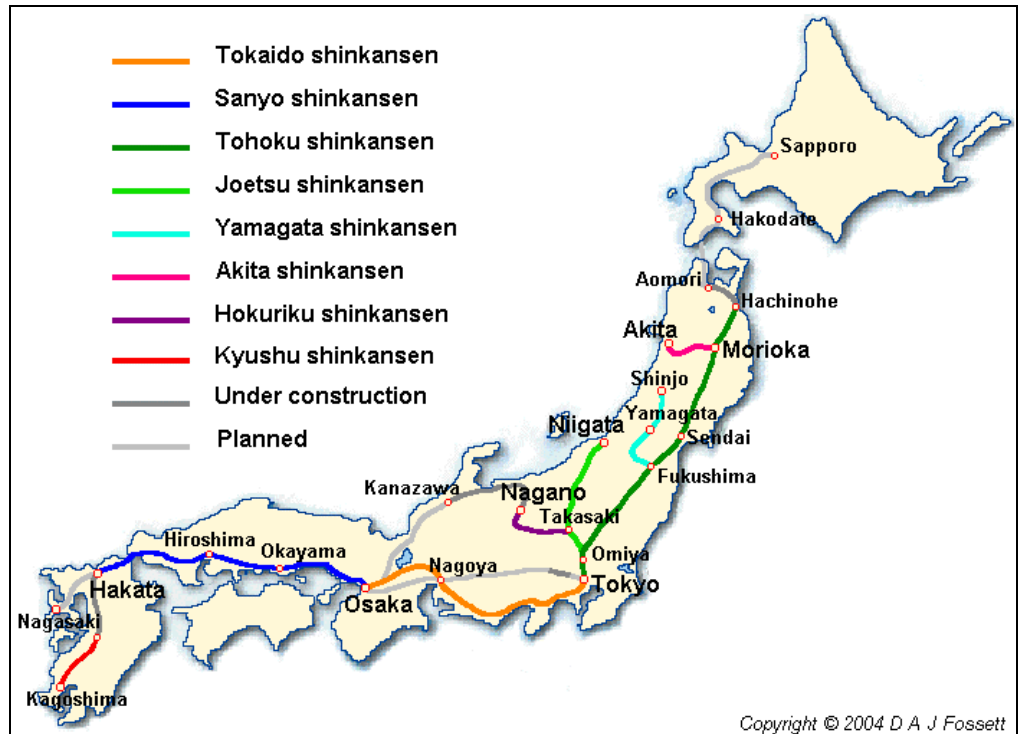 Tokaido shinkansen
Sanyo shinkansen
Tohoku shinkansen
Joetsu shinkansen
Yamagata shinkansen
Akita shinkansen
Hokuriku shinkansen
Kyushu shinkansen
Under construction
Planned
Sapporo
Hakodate
Aomori
Hachinohe
Akita
Morioka
Shinjo
Yamagata
Niigata
Sendai
Fukushima
Kanazawa
Nagano
Takasaki
Hiroshima
Okayama
Omiya
Nagoya
Tokyo
Hakata
Osaka
Nagasaki
Kagoshima
Copyright © 2004 D A J Fossett